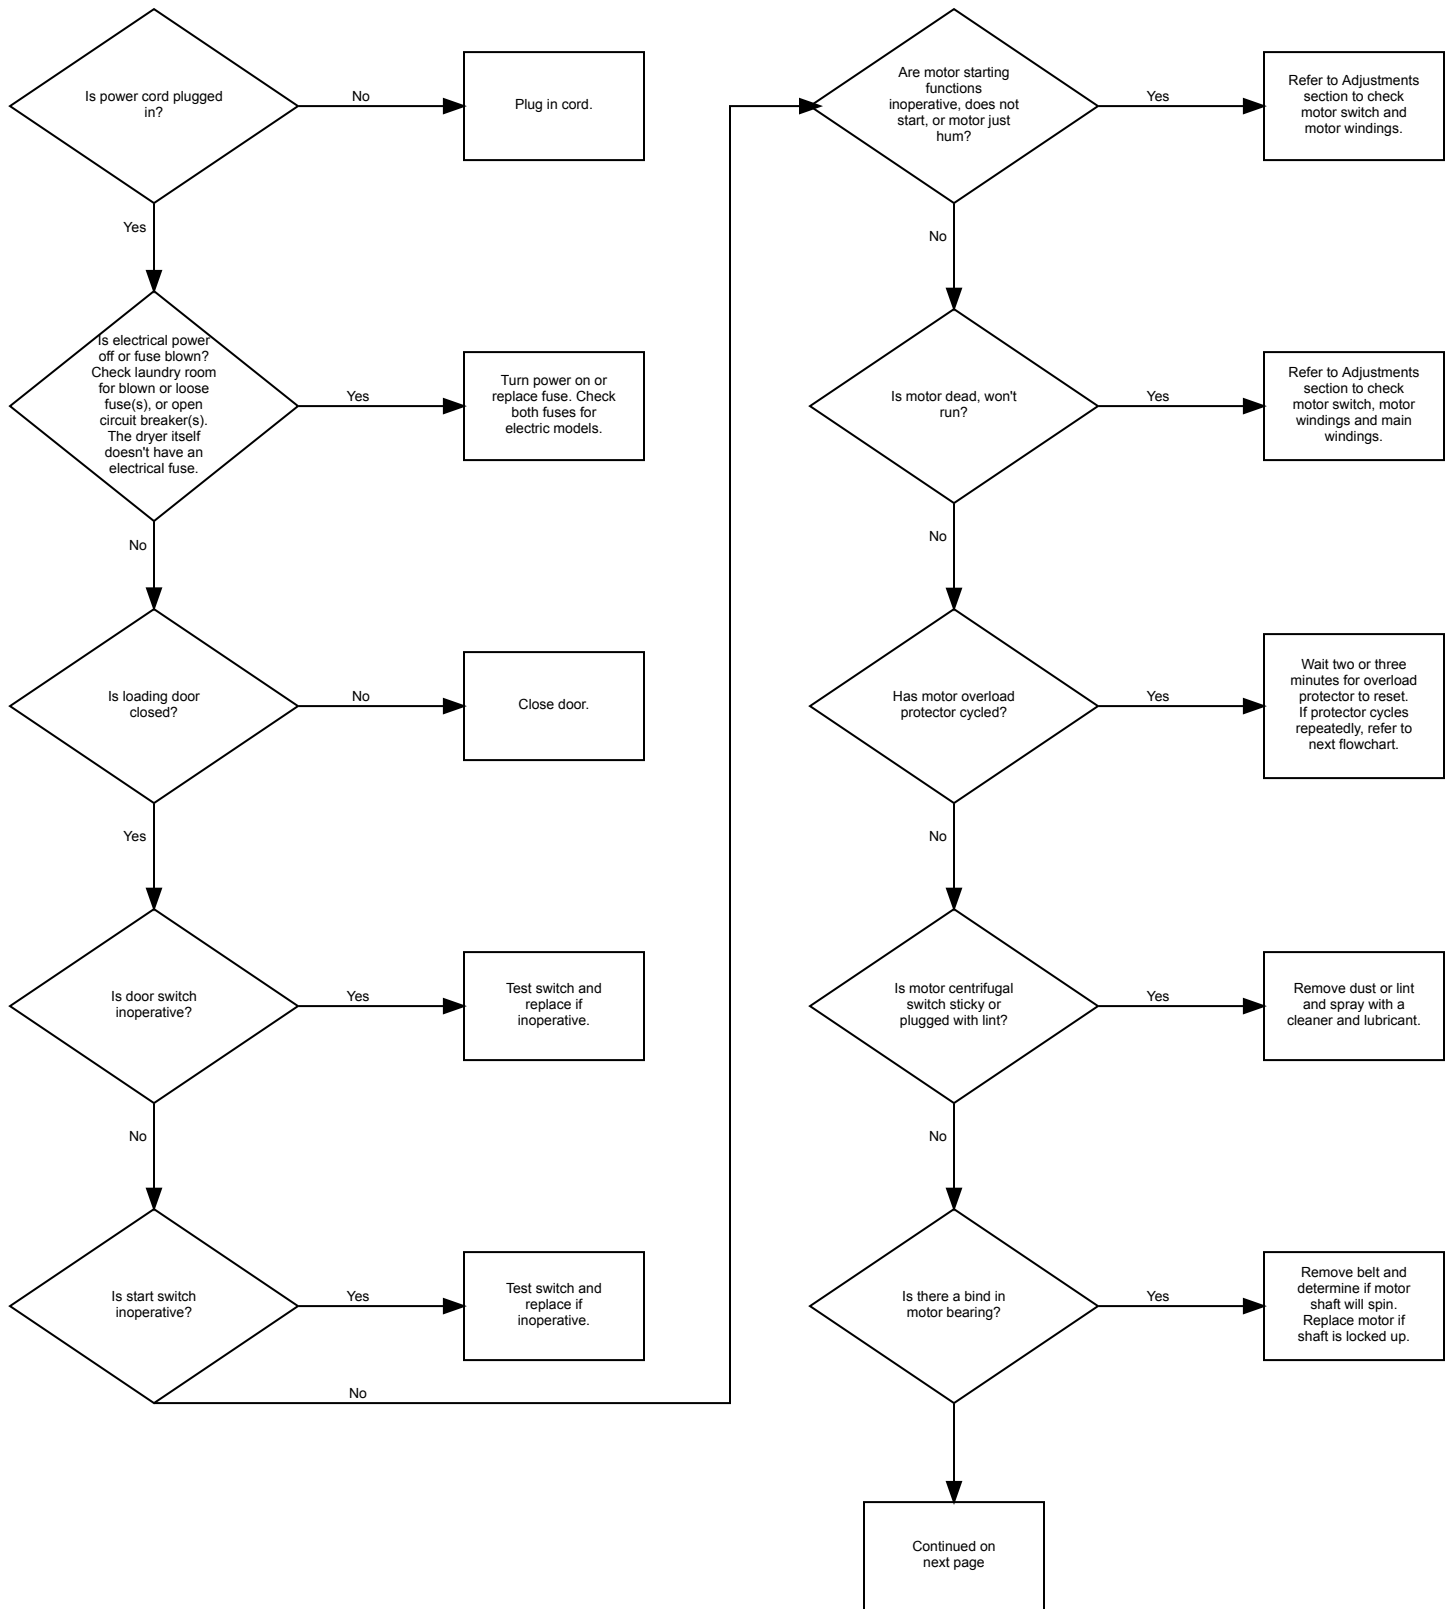 Is power cord plugged
in?
No
Plug in cord.
Yes
Is electrical power
off or fuse blown?
Check laundry room
for blown or loose
fuse(s), or open
circuit breaker(s).
The dryer itself
doesn't have an
electrical fuse.
Yes
Turn power on or
replace fuse. Check
both fuses for
electric models.
No
Is loading door
closed?
No
Close door.
Yes
Is door switch
inoperative?
Yes
Test switch and
replace if
inoperative.
No
Is start switch
inoperative?
Yes
Test switch and
replace if
inoperative.
No
Are motor starting
functions
inoperative, does not
start, or motor just
hum?
Yes
Refer to Adjustments
section to check
motor switch and
motor windings.
No
Is motor dead, won't
run?
Yes
Refer to Adjustments
section to check
motor switch, motor
windings and main
windings.
No
Has motor overload
protector cycled?
Yes
Wait two or three
minutes for overload
protector to reset.
If protector cycles
repeatedly, refer to
next flowchart.
No
Is motor centrifugal
switch sticky or
plugged with lint?
Yes
Remove dust or lint
and spray with a
cleaner and lubricant.
No
Is there a bind in
motor bearing?
Yes
Remove belt and
determine if motor
shaft will spin.
Replace motor if
shaft is locked up.
Continued on
next page